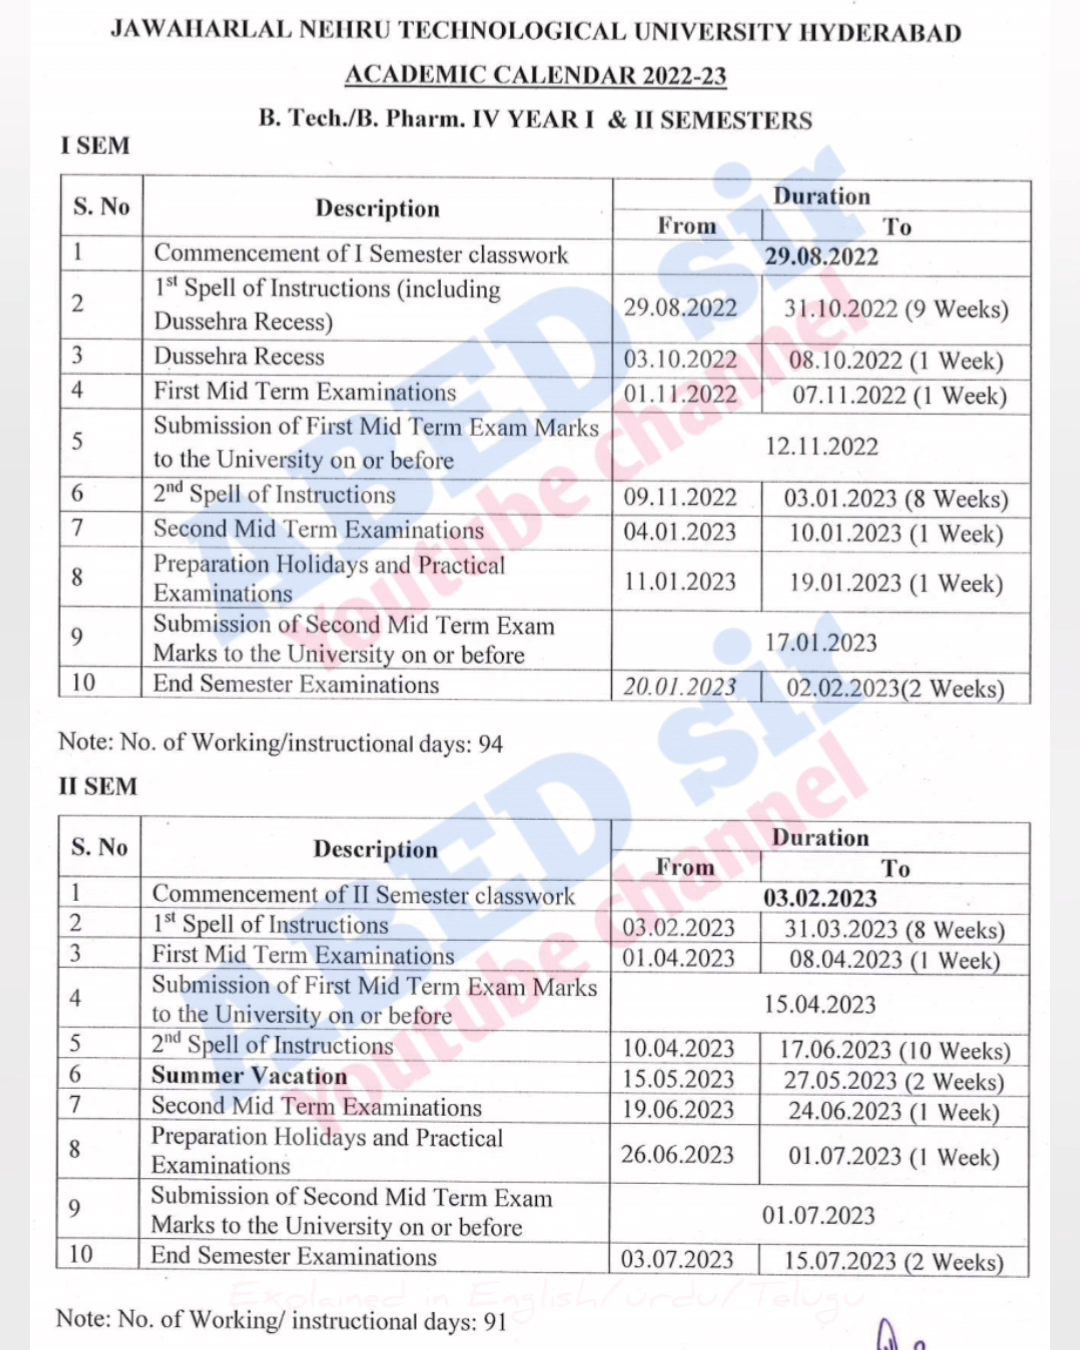 JAWAHARLAL NEHRU TECHNOLOGICAL UNIVERSITY HYDERABAD
ACADEMIC CALENDAR 2022-23
B. Tech./B. Pharm. IV YEAR I & II SEMESTERS
I SEM
S. No Description Duration
From To
1 Commencement of I Semester classwork 29.08.2022
2 1st Spell of Instructions (including
Dussehra Recess) 29.08.2022 31.10.2022 (9 Weeks)
3 Dussehra Recess 03.10.2022 08.10.2022 (1 Week)
4 First Mid Term Examinations 01.11.2022 07.11.2022 (1 Week)
5 Submission of First Mid Term Exam Marks
to the University on or before 12.11.2022
6 2nd Spell of Instructions 09.11.2022 03.01.2023 (8 Weeks)
7 Second Mid Term Examinations 04.01.2023 10.01.2023 (1 Week)
8 Preparation Holidays and Practical
Examinations 11.01.2023 19.01.2023 (1 Week)
9 Submission of Second Mid Term Exam
Marks to the University on or before 17.01.2023
10 End Semester Examinations 20.01.2023 02.02.2023(2 Weeks)
Note: No. of Working/instructional days: 94
II SEM
S. No Description Duration
From To
1 Commencement of II Semester classwork 03.02.2023
2 1st Spell of Instructions 03.02.2023 31.03.2023 (8 Weeks)
3 First Mid Term Examinations 01.04.2023 08.04.2023 (1 Week)
4 Submission of First Mid Term Exam Marks
to the University on or before 15.04.2023
5 2nd Spell of Instructions 10.04.2023 17.06.2023 (10 Weeks)
6 Summer Vacation 15.05.2023 27.05.2023 (2 Weeks)
7 Second Mid Term Examinations 19.06.2023 24.06.2023 (1 Week)
8 Preparation Holidays and Practical
Examinations 26.06.2023 01.07.2023 (1 Week)
9 Submission of Second Mid Term Exam
Marks to the University on or before 01.07.2023
10 End Semester Examinations 03.07.2023 15.07.2023 (2 Weeks)
Explained in English/urdu/Telugu
Note: No. of Working/ instructional days: 91
ABED sir
Youtube channel
ABED sir
Youtube channel